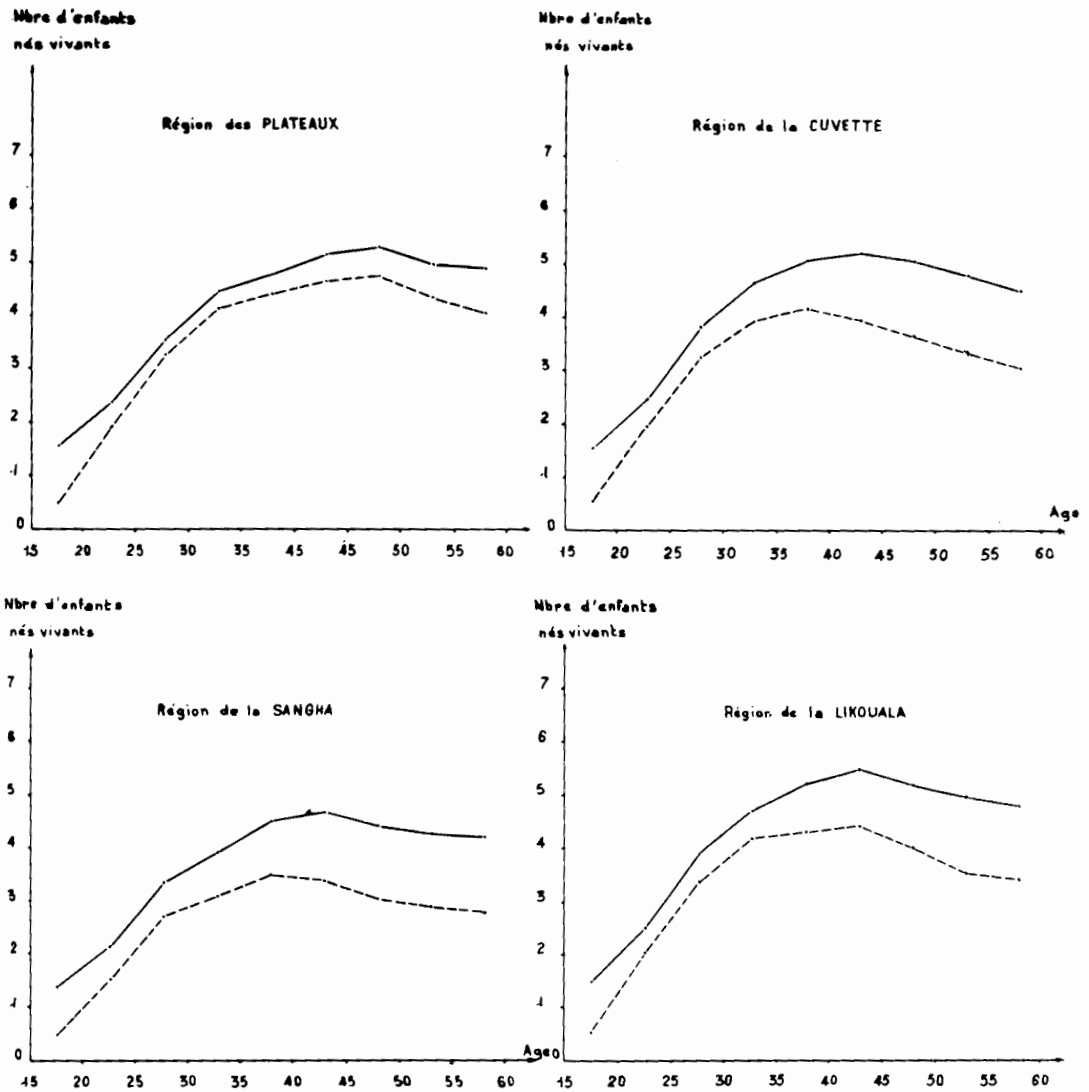 Nbre d'enfants
nés vivants
Région des PLATEAUX
7
6
5
4
3
2
1
0
15 20 25 30 35 40 45 50 55 60
Nbre d'enfants
nés vivants
Région de la CUVETTE
7
6
5
4
3
2
1
0
Age
15 20 25 30 35 40 45 50 55 60
Nbre d'enfants
nés vivants
Région de la SANGHA
7
6
5
4
3
2
1
0
Age
15 20 25 30 35 40 45 50 55 60
Nbre d'enfants
nés vivants
Région de la LIKOUALA
7
6
5
4
3
2
1
0
15 20 25 30 35 40 45 50 55 60